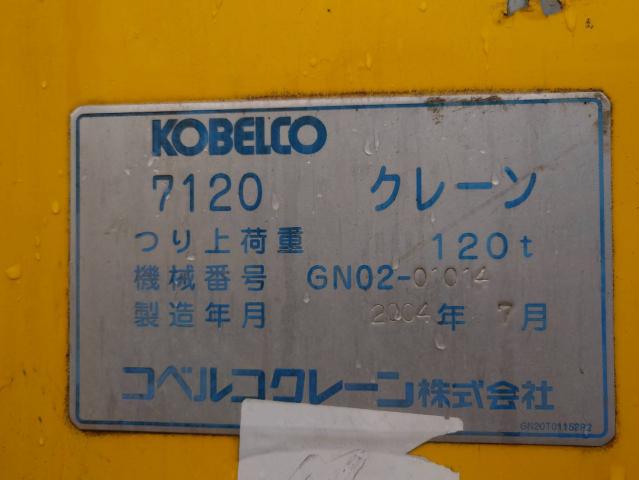 KOBELCO
7120 クレーン
つり上荷重 120t
機械番号 GN02-01014
製造年月 2004年 7月
コベルコクレーン株式会社